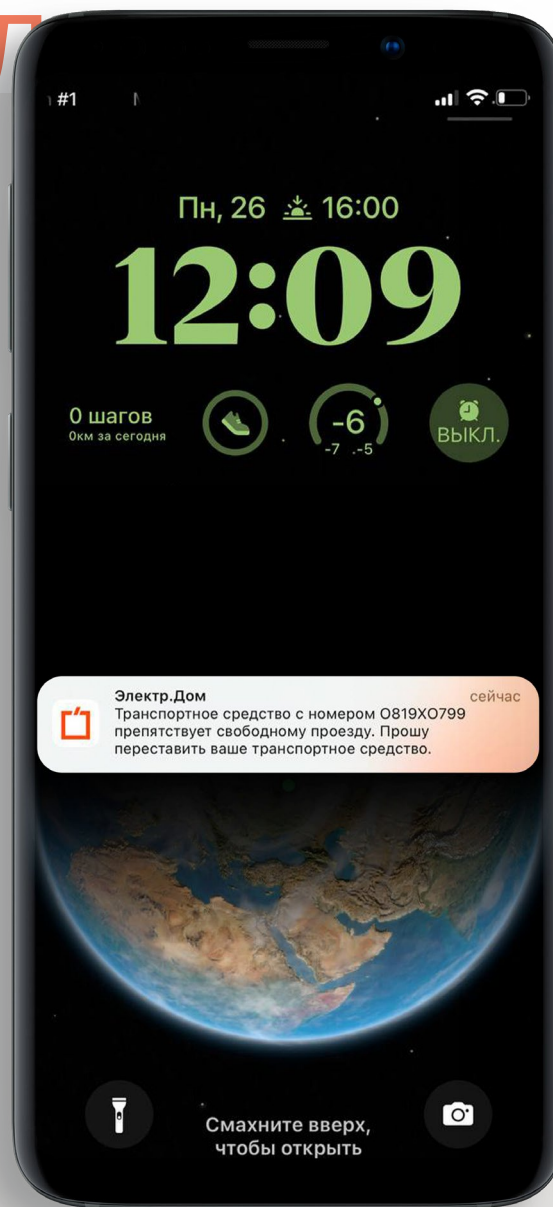 #1
Пн, 26 16:00
12:09
0 шагов
0км за сегодня
-6
-7 -5
ВЫКЛ.
Электр.Дом сейчас
Транспортное средство с номером О819ХО799
препятствует свободному проезду. Прошу
переставить ваше транспортное средство.
Смахните вверх,
чтобы открыть